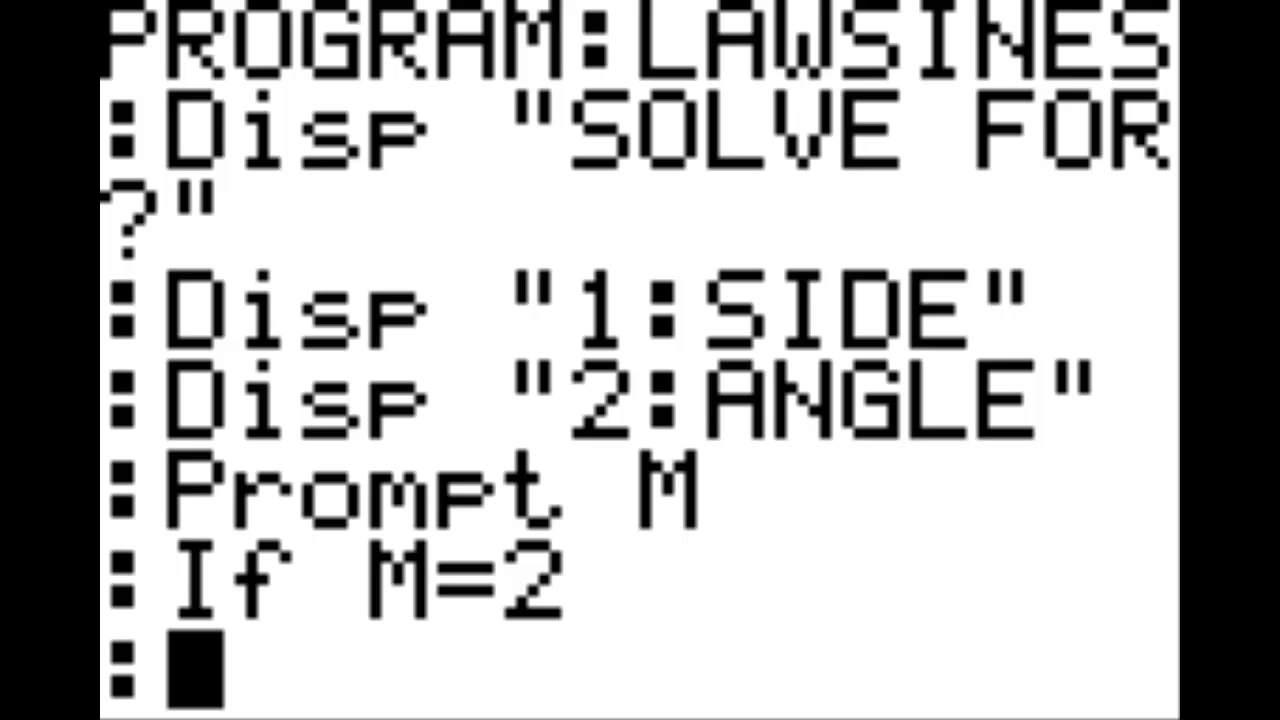 PROGRAM:LAWSINES
:Disp "SOLVE FOR
?"
:Disp "1:SIDE"
:Disp "2:ANGLE"
:Prompt M
:If M=2
: